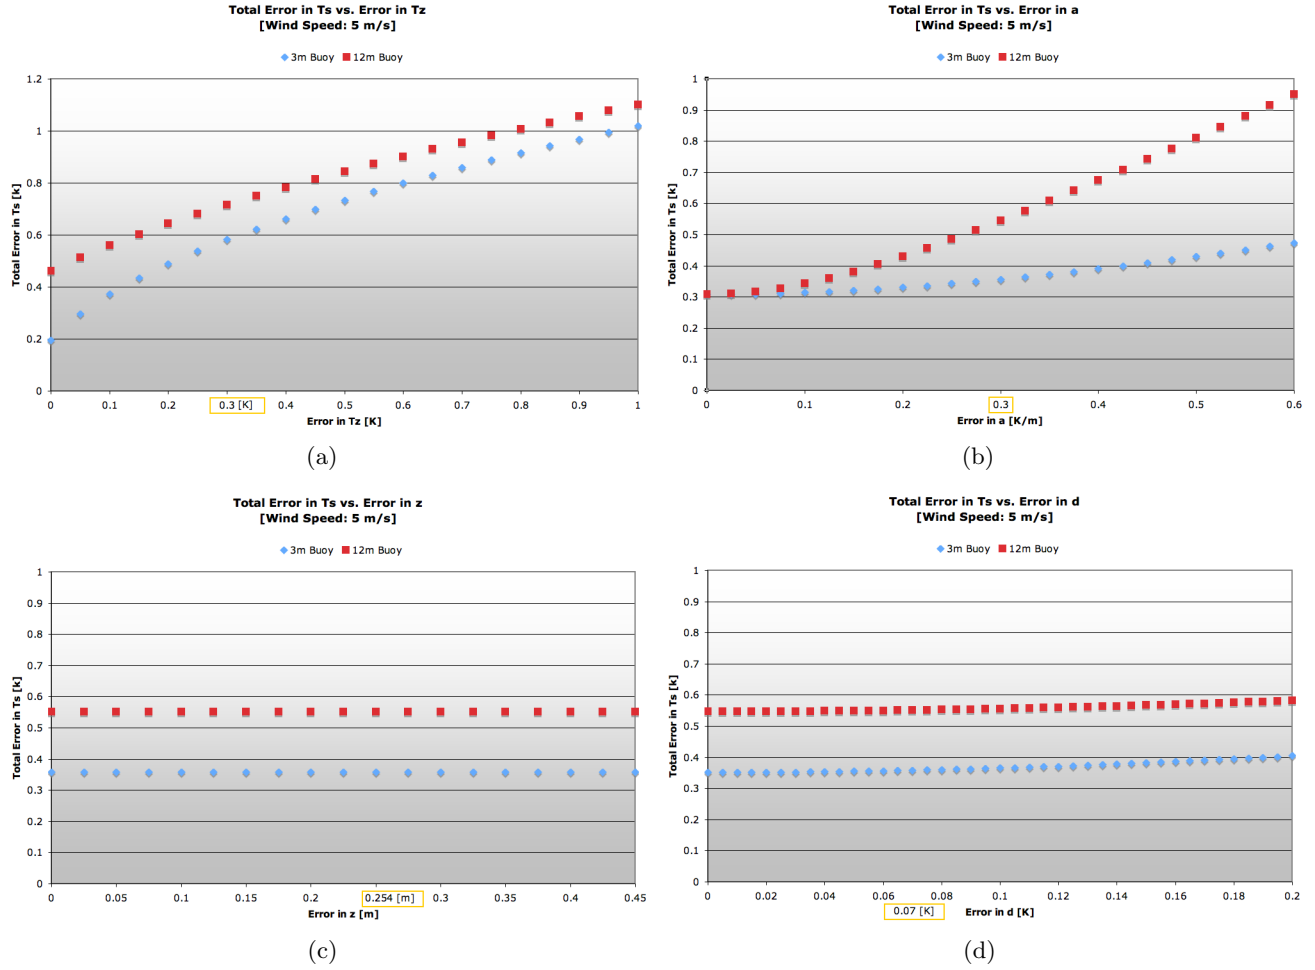 Total Error in Ts vs. Error in Tz
[Wind Speed: 5 m/s]
3m Buoy 12m Buoy
Total Error in Ts [k]
1.2
1
0.8
0.6
0.4
0.2
0
0 0.1 0.2 0.3 [K] 0.4 0.5 0.6 0.7 0.8 0.9 1
Error in Tz [K]
(a)
Total Error in Ts vs. Error in a
[Wind Speed: 5 m/s]
3m Buoy 12m Buoy
Total Error in Ts [k]
1
0.9
0.8
0.7
0.6
0.5
0.4
0.3
0.2
0.1
0
0 0.1 0.2 0.3 0.4 0.5 0.6
Error in a [K/m]
(b)
Total Error in Ts vs. Error in z
[Wind Speed: 5 m/s]
3m Buoy 12m Buoy
Total Error in Ts [k]
1
0.9
0.8
0.7
0.6
0.5
0.4
0.3
0.2
0.1
0
0 0.05 0.1 0.15 0.2 0.254 [m] 0.3 0.35 0.4 0.45
Error in z [m]
(c)
Total Error in Ts vs. Error in d
[Wind Speed: 5 m/s]
3m Buoy 12m Buoy
Total Error in Ts [k]
1
0.9
0.8
0.7
0.6
0.5
0.4
0.3
0.2
0.1
0
0 0.02 0.04 0.06 0.08 0.1 0.12 0.14 0.16 0.18 0.2
0.07 [K] Error in d [K]
(d)